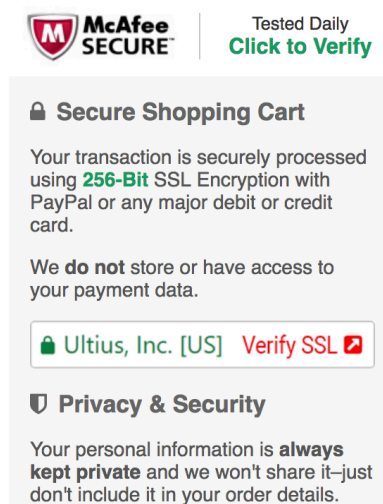 McAfee
SECURE™
Tested Daily
Click to Verify
Secure Shopping Cart
Your transaction is securely processed
using 256-Bit SSL Encryption with
PayPal or any major debit or credit
card.
We do not store or have access to
your payment data.
Ultius, Inc. [US] Verify SSL
Privacy & Security
Your personal information is always
kept private and we won't share it–just
don't include it in your order details.